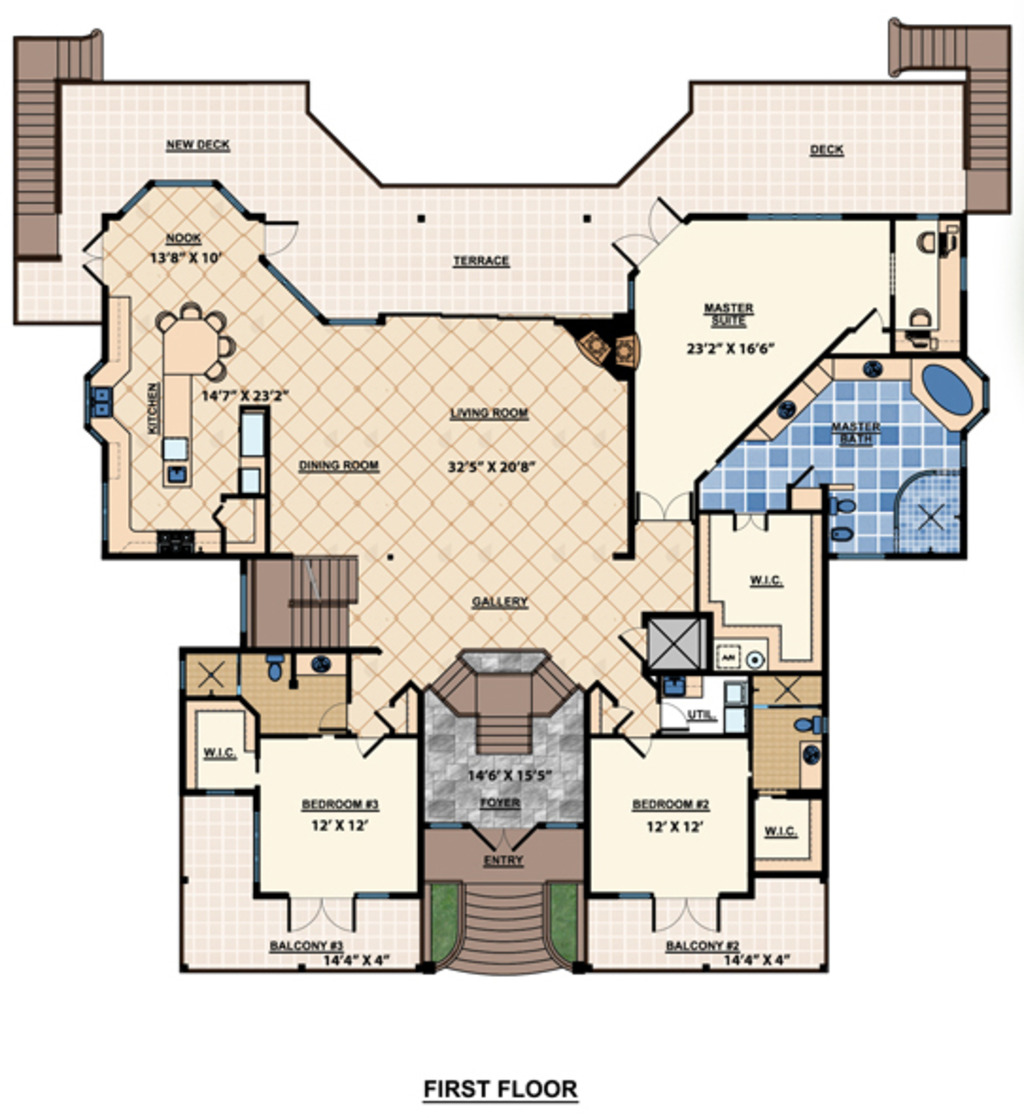 NEW DECK
DECK
NOOK
13'8" X 10'
TERRACE
MASTER
SUITE
23'2" X 16'6"
KITCHEN
14'7" X 23'2"
LIVING ROOM
MASTER
BATH
DINING ROOM
32'5" X 20'8"
W.I.C.
GALLERY
UTIL.
W.I.C.
14'6' X 15'5"
FOYER
BEDROOM #3
12' X 12'
BEDROOM #2
12' X 12'
W.I.C.
ENTRY
BALCONY #3
14'4" X 4"
BALCONY #2
14'4" X 4"
FIRST FLOOR